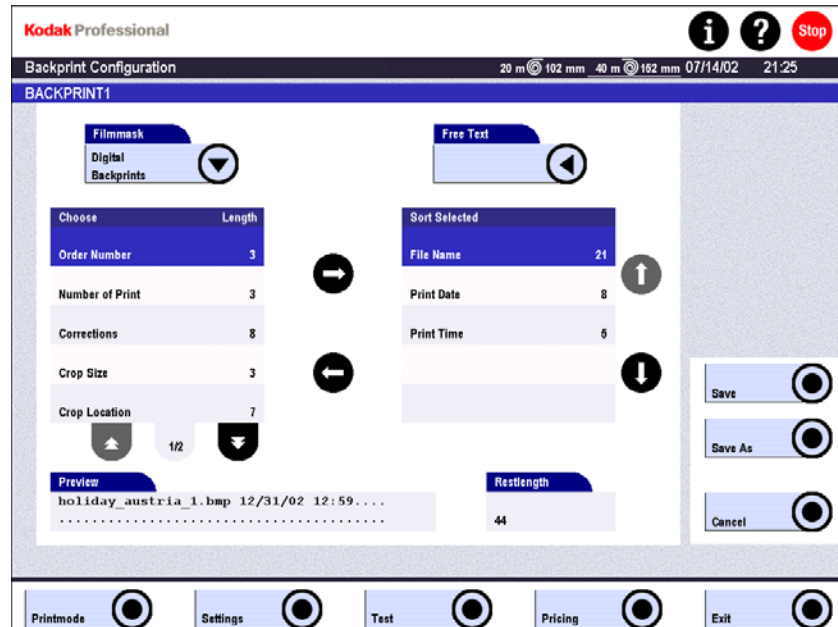 Kodak Professional
i ? Stop
Backprint Configuration 20 m 102 mm 40 m 152 mm 07/14/02 21:25
BACKPRINT1
Filmmask
Digital
Backprints
Free Text
Choose Length
Order Number 3
Number of Print 3
Corrections 8
Crop Size 3
Crop Location 7
1/2
Sort Selected
File Name 21
Print Date 8
Print Time 5
Save
Save As
Cancel
Preview
holiday_austria_1.bmp 12/31/02 12:59....
........................................
Restlength
44
Printmode Settings Test Pricing Exit